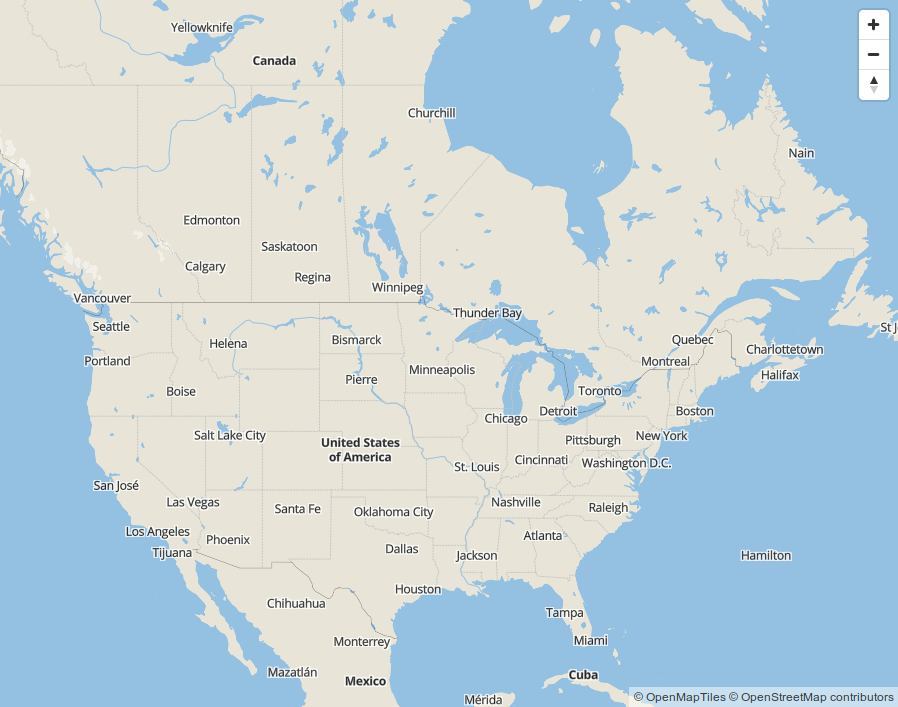 Yellowknife
+
Canada
−
Churchill
Nain
Edmonton
Saskatoon
Calgary
Regina
Winnipeg
Vancouver
Thunder Bay
Seattle
St J
Helena
Bismarck
Quebec
Charlottetown
Portland
Montreal
Minneapolis
Halifax
Pierre
Boise
Toronto
Detroit
Boston
Chicago
Salt Lake City
New York
United States
of America
Pittsburgh
Cincinnati
Washington D.C.
St. Louis
San José
Las Vegas
Nashville
Santa Fe
Raleigh
Oklahoma City
Los Angeles
Atlanta
Phoenix
Dallas
Tijuana
Jackson
Hamilton
Houston
Chihuahua
Tampa
Monterrey
Miami
Mazatlán
Cuba
Mexico
Mérida
© OpenMapTiles © OpenStreetMap contributors